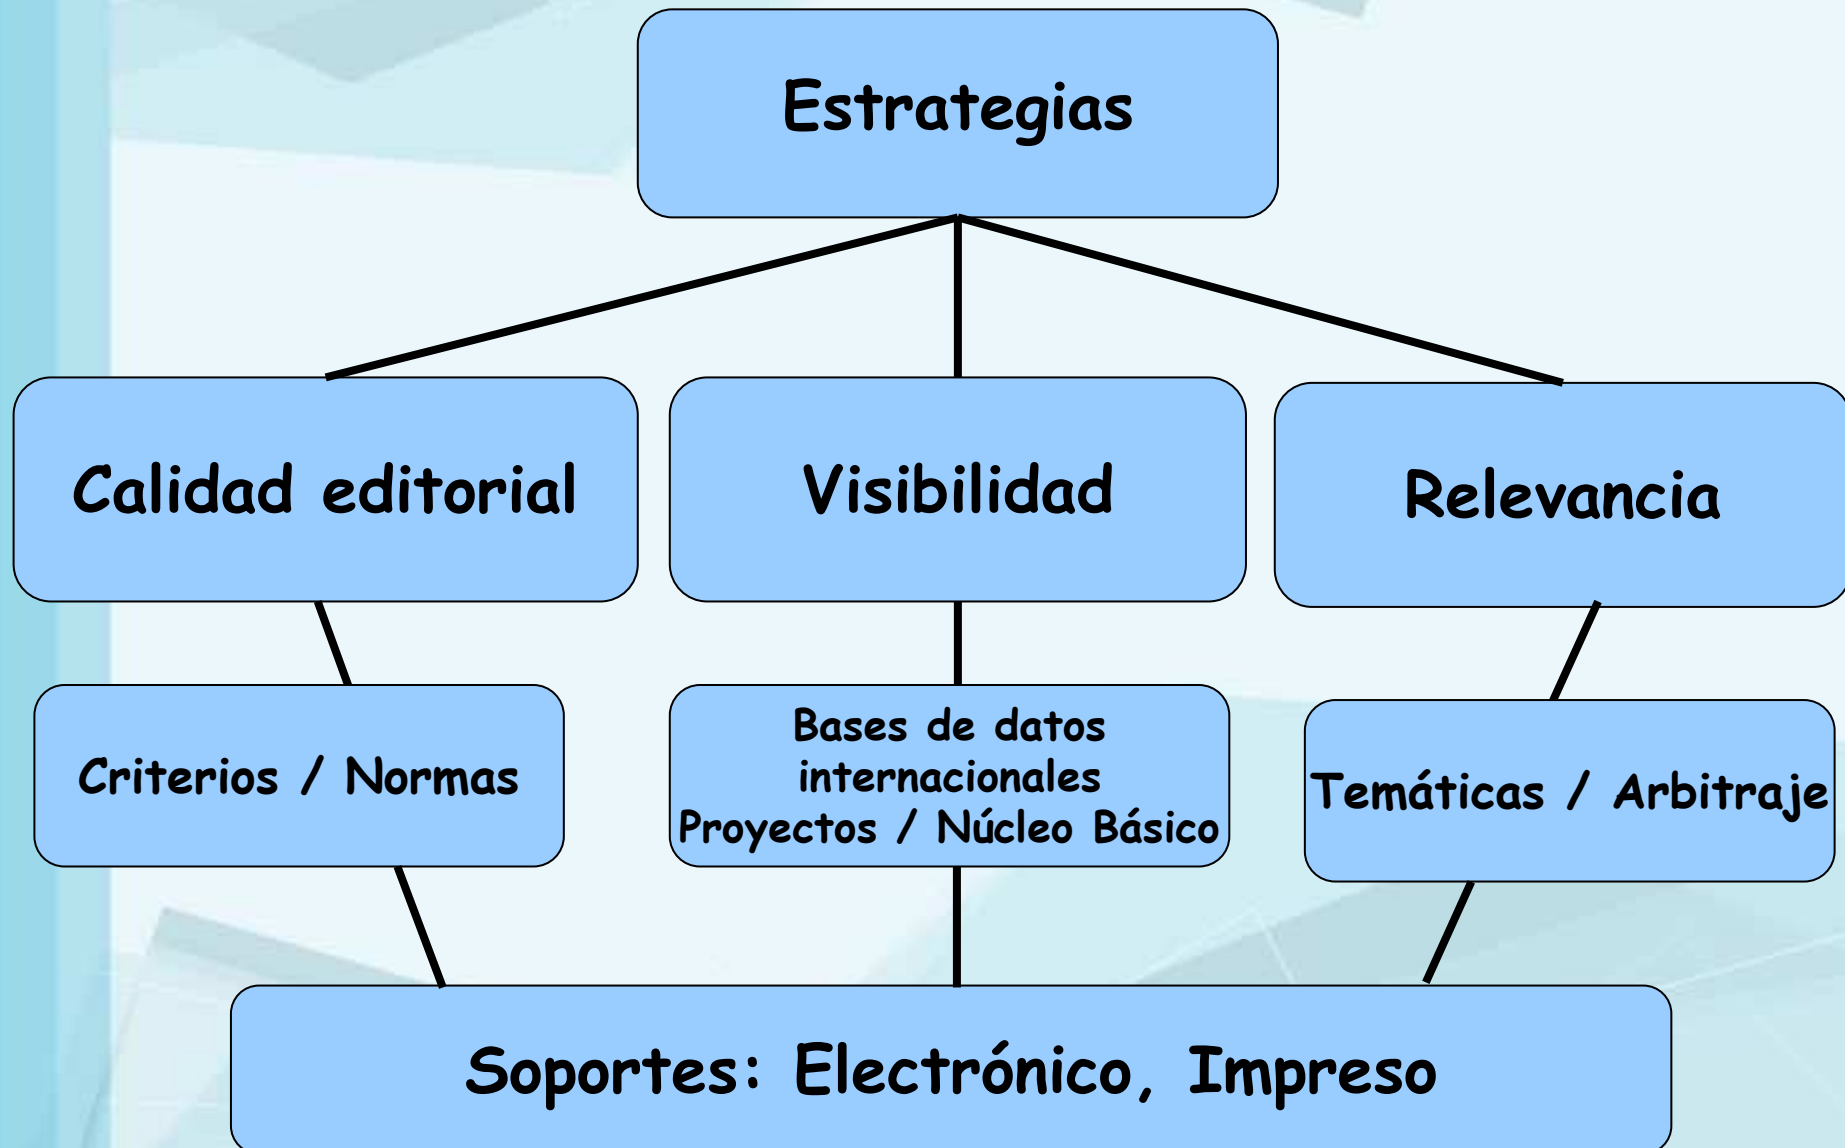 Estrategias
Calidad editorial
Visibilidad
Relevancia
Criterios / Normas
Bases de datos
internacionales
Proyectos / Núcleo Básico
Temáticas / Arbitraje
Soportes: Electrónico, Impreso